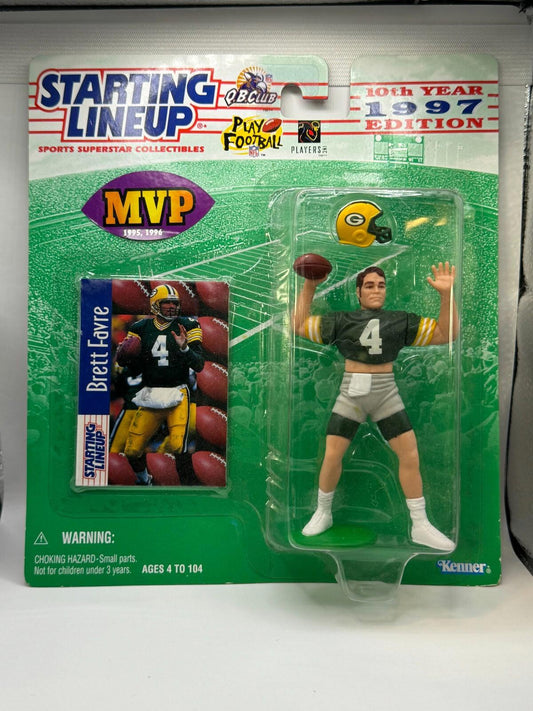 STARTING
LINEUP®
SPORTS SUPERSTAR COLLECTIBLES
Q.B.CLUB
PLAY
FOOTBALL
NFL
PLAYERS INC
10th YEAR
1997
EDITION
MVP
1995, 1996
G
Brett Favre
STARTING
LINEUP
4
4
WARNING:
CHOKING HAZARD-Small parts.
Not for children under 3 years.
AGES 4 TO 104
Kenner®